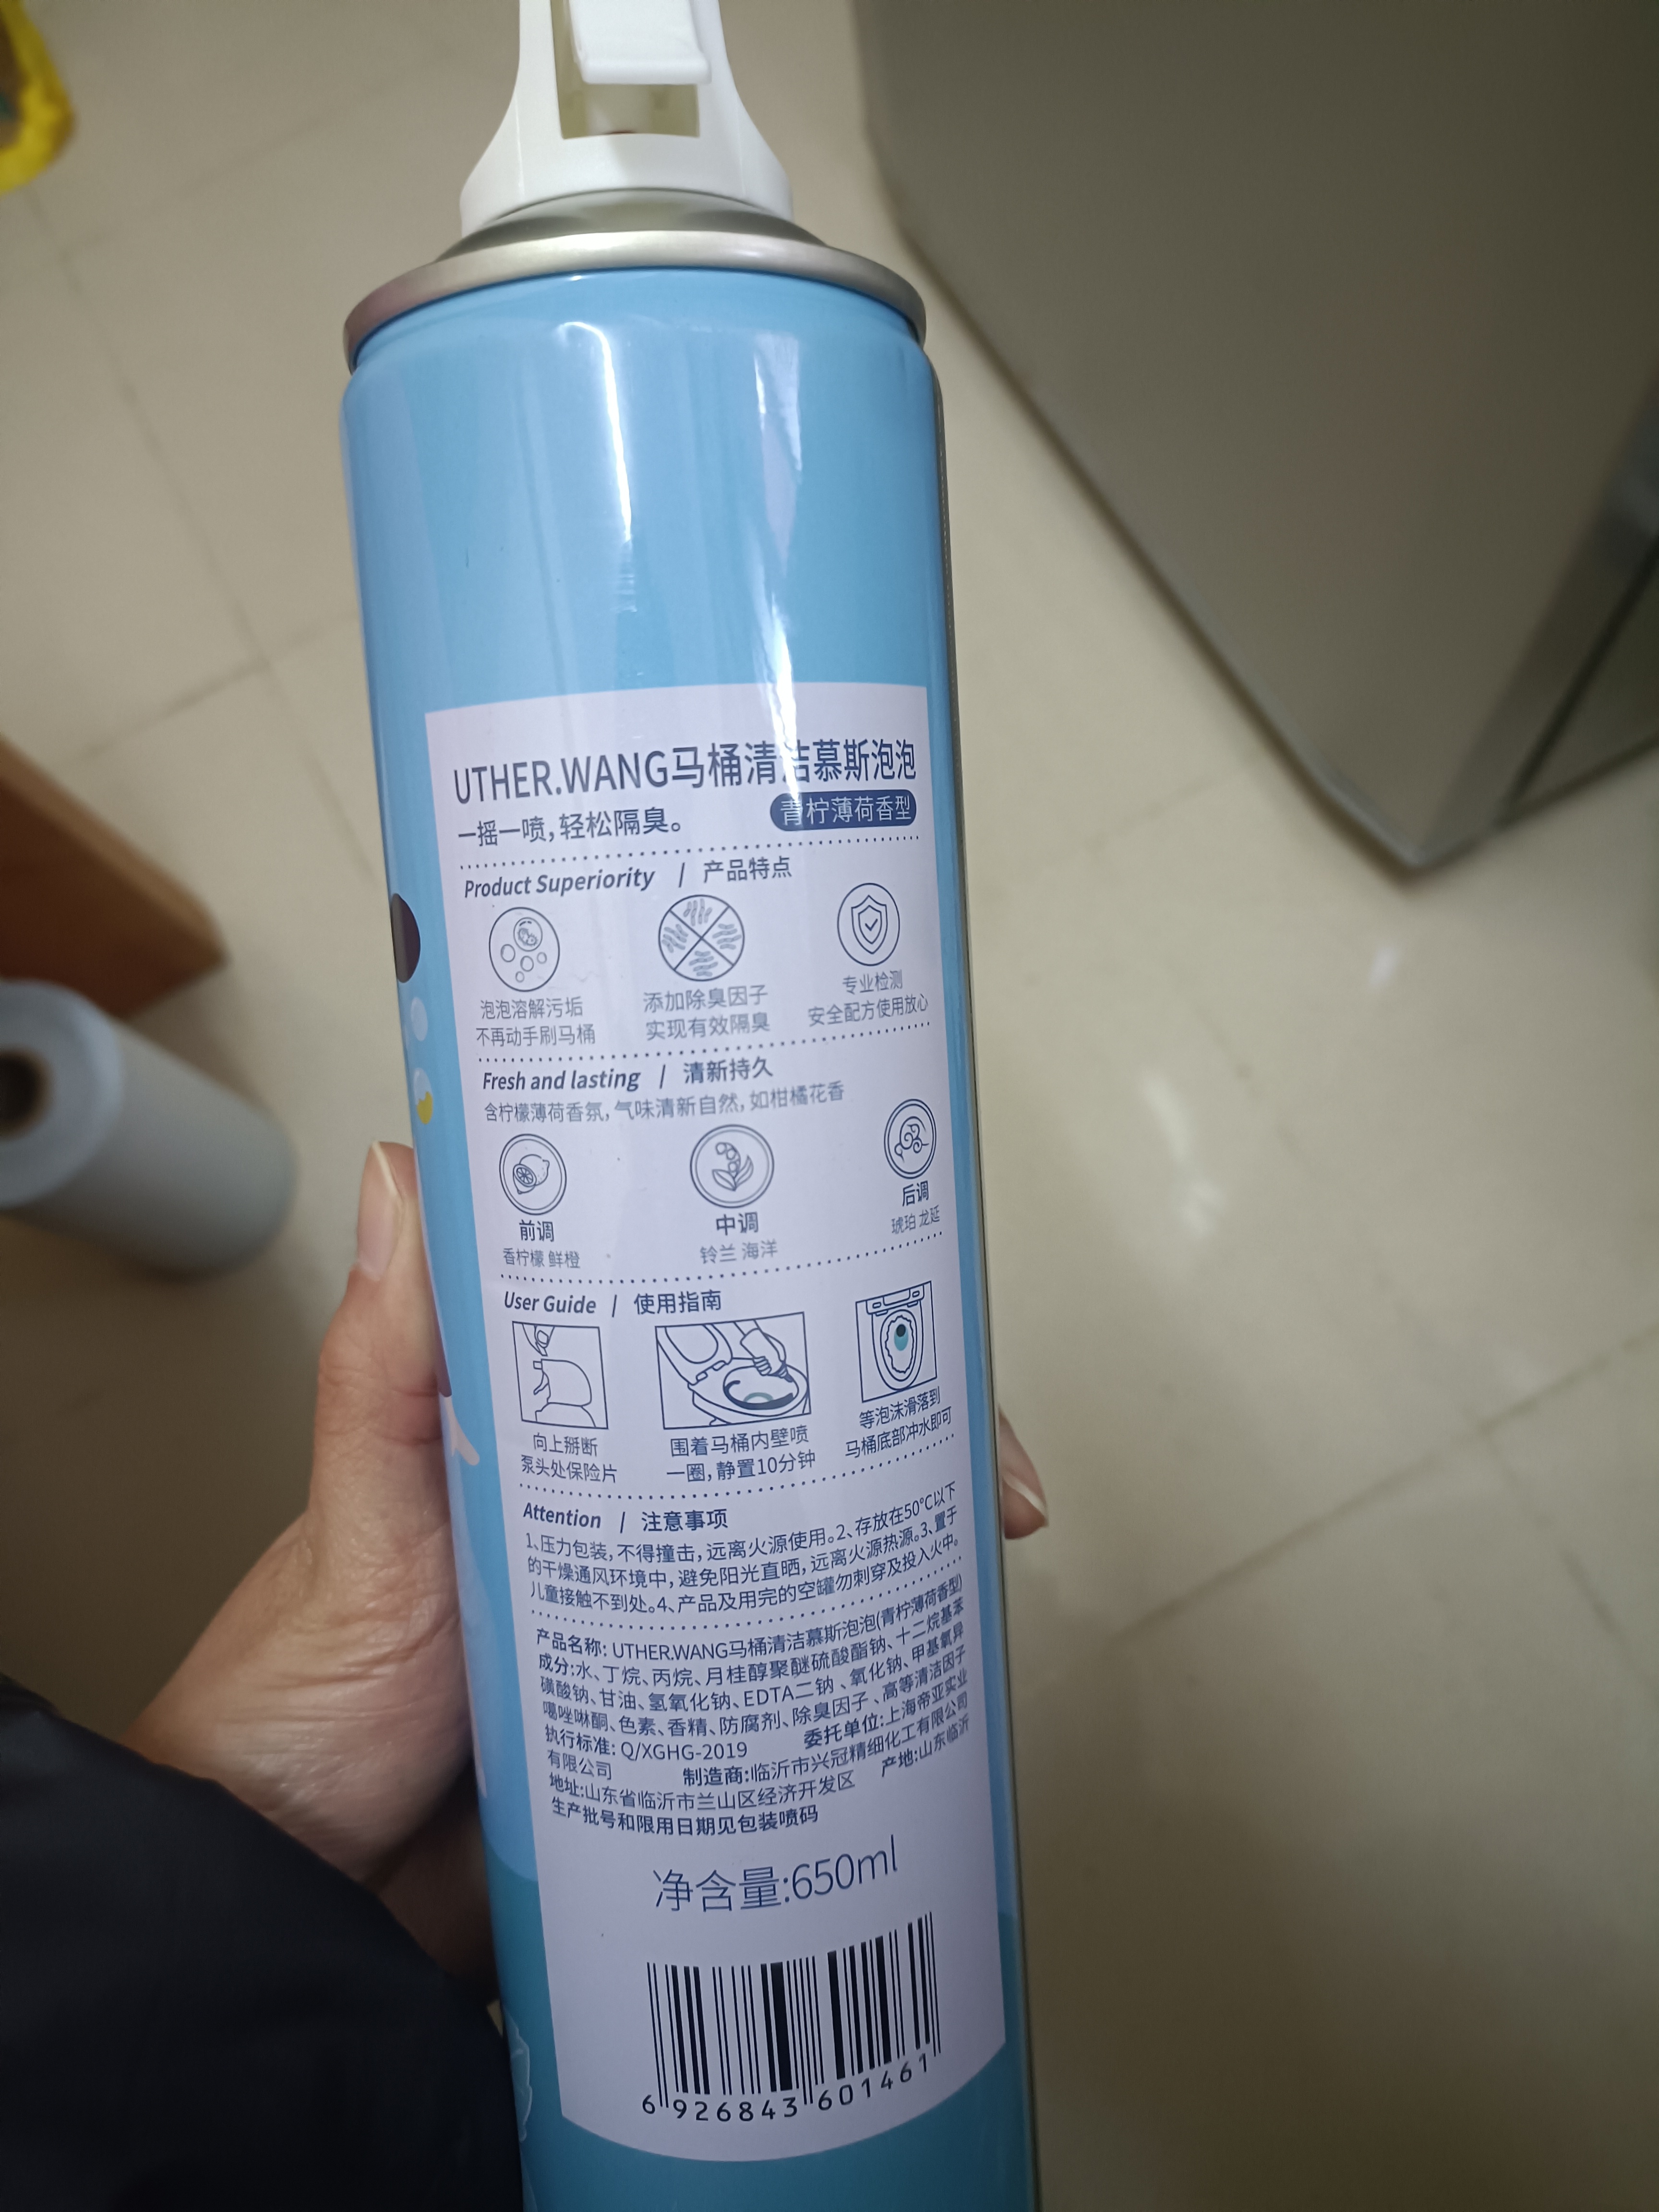 UTHER.WANG马桶清洁慕斯泡泡
一摇一喷,轻松隔臭。 青柠薄荷香型
Product Superiority | 产品特点
泡泡溶解污垢
不再动手刷马桶
添加除臭因子
实现有效隔臭
专业检测
安全配方使用放心
Fresh and lasting | 清新持久
含柠檬薄荷香氛,气味清新自然,如柑橘花香
前调
香柠檬 鲜橙
中调
铃兰 海洋
后调
琥珀 龙延
User Guide | 使用指南
向上掰断
泵头处保险片
围着马桶内壁喷
一圈,静置10分钟
等泡沫滑落到
马桶底部冲水即可
Attention | 注意事项
1、压力包装,不得撞击,远离火源使用。2、存放在50°C以下
的干燥通风环境中,避免阳光直晒,远离火源热源。3、置于
儿童接触不到处。4、产品及用完的空罐勿刺穿及投入火中。
产品名称: UTHER.WANG马桶清洁慕斯泡泡(青柠薄荷香型)
成分:水、丁烷、丙烷、月桂醇聚醚硫酸酯钠、十二烷基苯
磺酸钠、甘油、氢氧化钠、EDTA二钠、氧化钠、甲基氧异
噻唑啉酮、色素、香精、防腐剂、除臭因子、高等清洁因子
执行标准: Q/XGHG-2019 委托单位:上海帝亚实业
有限公司 制造商:临沂市兴冠精细化工有限公司
地址:山东省临沂市兰山区经济开发区 产地:山东临沂
生产批号和限用日期见包装喷码
净含量:650ml
6 926843 601461